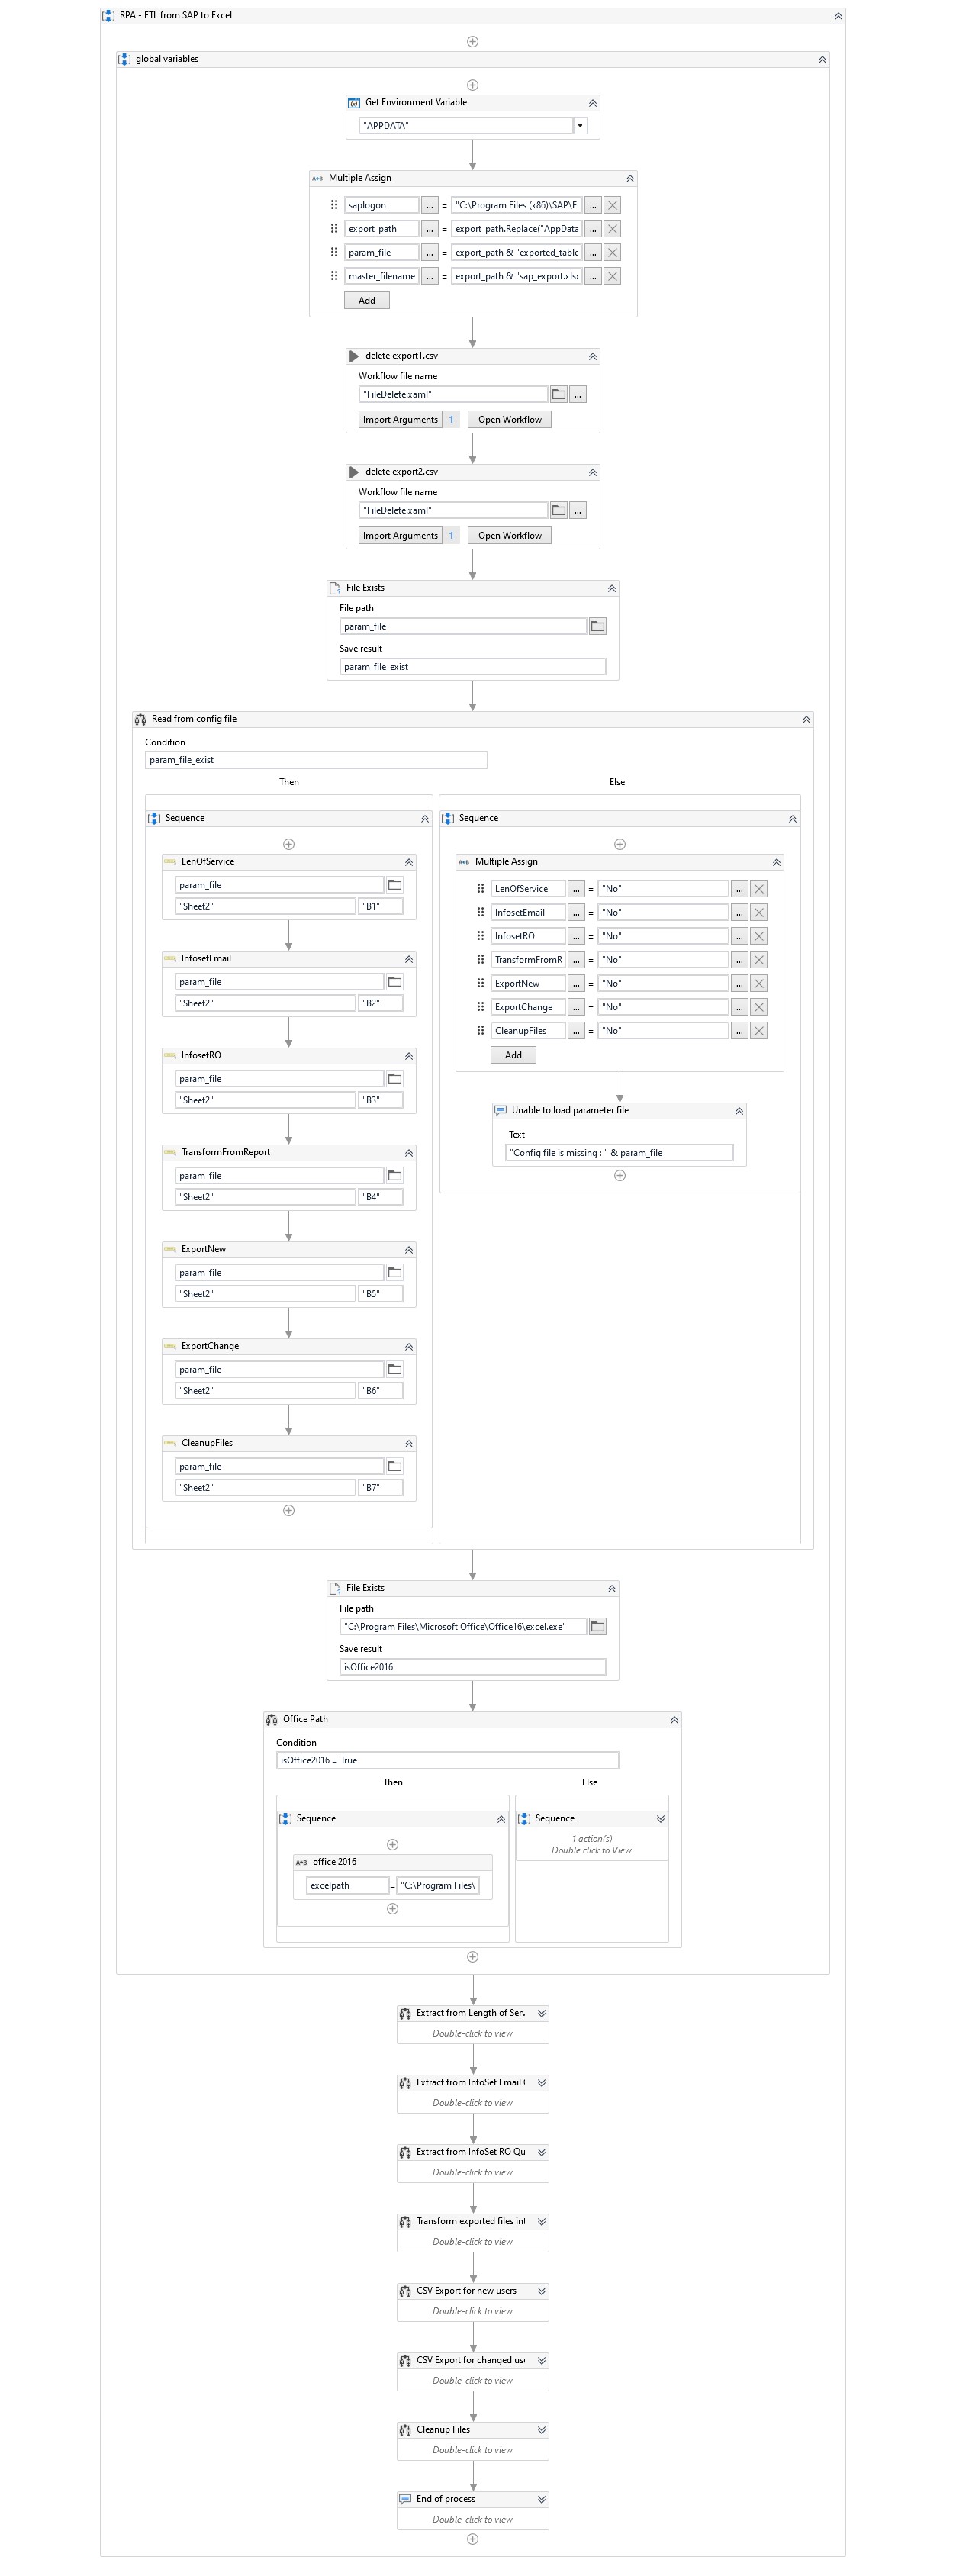 RPA - ETL from SAP to Excel
global variables
Get Environment Variable
"APPDATA"
Multiple Assign
saplogon ... = "C:\Program Files (x86)\SAP\Fr ...
export_path ... = export_path.Replace("AppData ...
param_file ... = export_path & "exported_table ...
master_filename ... = export_path & "sap_export.xls ...
Add
delete export1.csv
Workflow file name
"FileDelete.xaml" ...
Import Arguments 1 Open Workflow
delete export2.csv
Workflow file name
"FileDelete.xaml" ...
Import Arguments 1 Open Workflow
File Exists
File path
param_file
Save result
param_file_exist
Read from config file
Condition
param_file_exist
Then
Sequence
LenOfService
param_file
"Sheet2" "B1"
InfosetEmail
param_file
"Sheet2" "B2"
InfosetRO
param_file
"Sheet2" "B3"
TransformFromReport
param_file
"Sheet2" "B4"
ExportNew
param_file
"Sheet2" "B5"
ExportChange
param_file
"Sheet2" "B6"
CleanupFiles
param_file
"Sheet2" "B7"
Else
Sequence
Multiple Assign
LenOfService ... = "No" ...
InfosetEmail ... = "No" ...
InfosetRO ... = "No" ...
TransformFromR ... = "No" ...
ExportNew ... = "No" ...
ExportChange ... = "No" ...
CleanupFiles ... = "No" ...
Add
Unable to load parameter file
Text
"Config file is missing : " & param_file
File Exists
File path
"C:\Program Files\Microsoft Office\Office16\excel.exe"
Save result
isOffice2016
Office Path
Condition
isOffice2016 = True
Then
Sequence
office 2016
excelpath = "C:\Program Files\
Else
Sequence
1 action(s)
Double click to View
Extract from Length of Serv
Double-click to view
Extract from InfoSet Email
Double-click to view
Extract from InfoSet RO Qu
Double-click to view
Transform exported files int
Double-click to view
CSV Export for new users
Double-click to view
CSV Export for changed use
Double-click to view
Cleanup Files
Double-click to view
End of process
Double-click to view